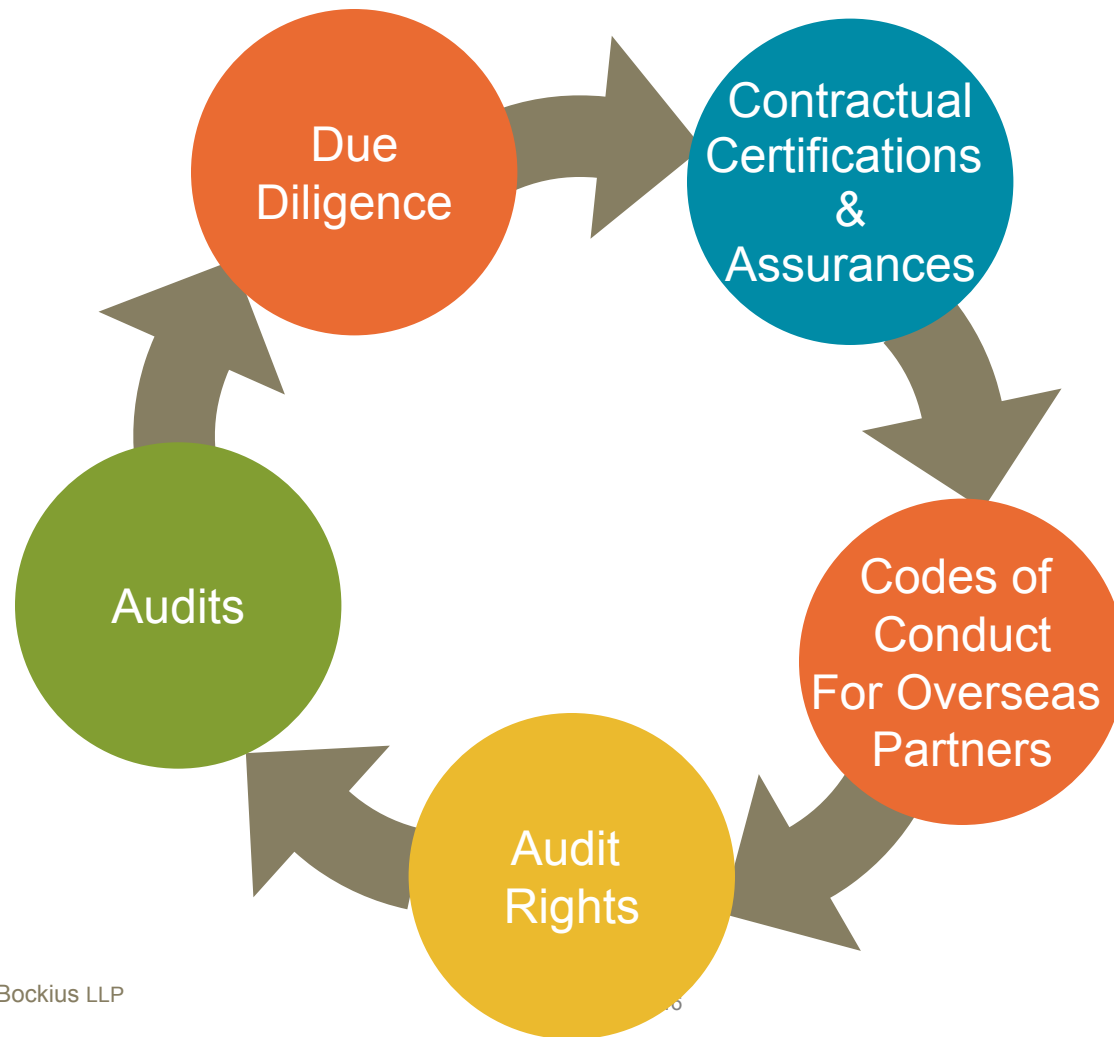 Due
Diligence
Contractual
Certifications
&
Assurances
Codes of
Conduct
For Overseas
Partners
Audit
Rights
Audits
Bockius LLP